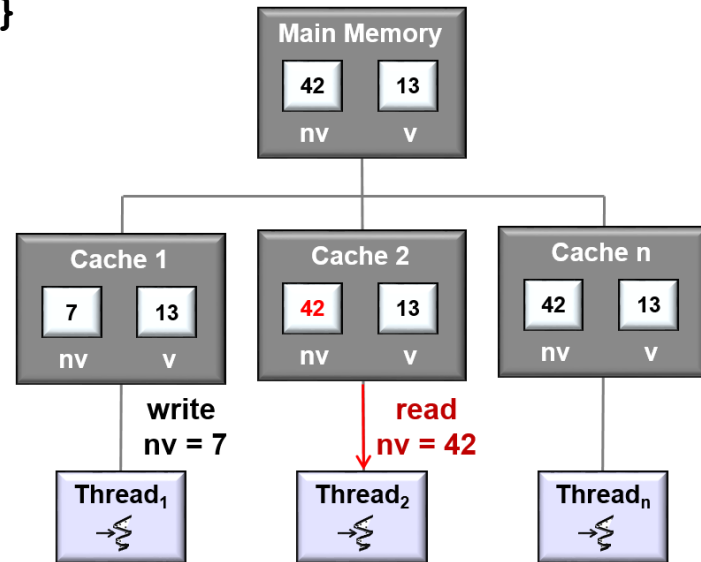 }
Main Memory
42 13
nv v
Cache 1
7 13
nv v
Cache 2
42 13
nv v
Cache n
42 13
nv v
write
nv = 7
read
nv = 42
Thread₁
Thread₂
Threadₙ